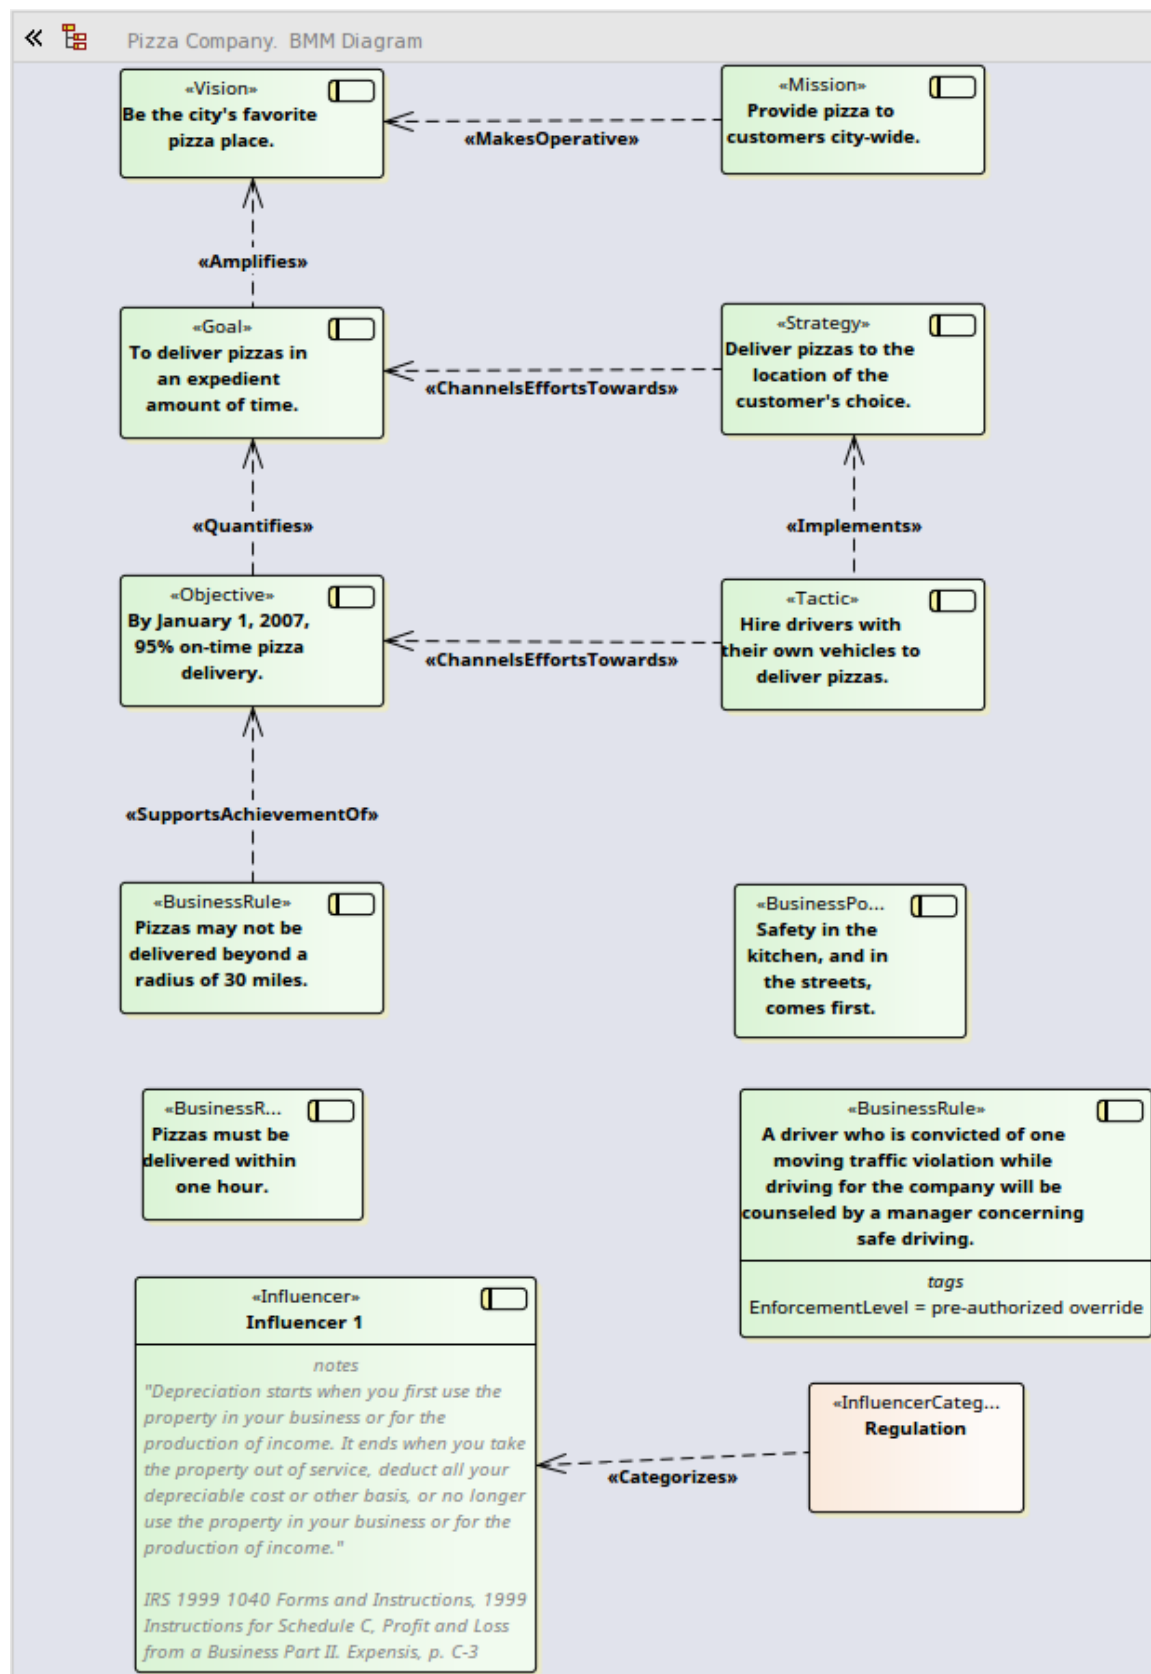 Pizza Company.  BMM Diagram
«Vision»
Be the city's favorite
pizza place.
«Mission»
Provide pizza to
customers city-wide.
«MakesOperative»
«Amplifies»
«Goal»
To deliver pizzas in
an expedient
amount of time.
«Strategy»
Deliver pizzas to the
location of the
customer's choice.
«ChannelsEffortsTowards»
«Quantifies»
«Implements»
«Objective»
By January 1, 2007,
95% on-time pizza
delivery.
«Tactic»
Hire drivers with
their own vehicles to
deliver pizzas.
«ChannelsEffortsTowards»
«SupportsAchievementOf»
«BusinessRule»
Pizzas may not be
delivered beyond a
radius of 30 miles.
«BusinessPo...
Safety in the
kitchen, and in
the streets,
comes first.
«BusinessR...
Pizzas must be
delivered within
one hour.
«BusinessRule»
A driver who is convicted of one
moving traffic violation while
driving for the company will be
counseled by a manager concerning
safe driving.
tags
EnforcementLevel = pre-authorized override
«Influencer»
Influencer 1
notes
"Depreciation starts when you first use the
property in your business or for the
production of income. It ends when you take
the property out of service, deduct all your
depreciable cost or other basis, or no longer
use the property in your business or for the
production of income."
IRS 1999 1040 Forms and Instructions, 1999
Instructions for Schedule C, Profit and Loss
from a Business Part II. Expensis, p. C-3
«InfluencerCateg...
Regulation
«Categorizes»